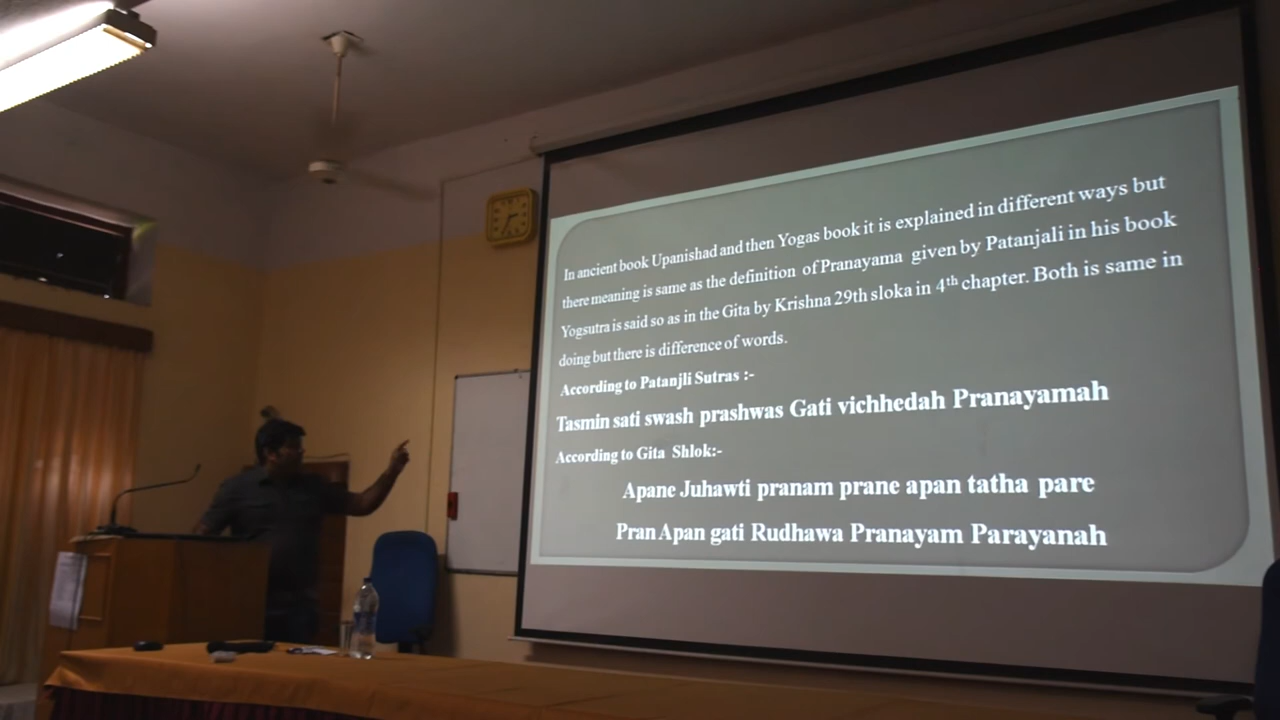 In ancient book Upanishad and then Yogas book it is explained in different ways but
there meaning is same as the definition of Pranayama given by Patanjali in his book
Yogsutra is said so as in the Gita by Krishna 29th sloka in 4th chapter. Both is same in
doing but there is difference of words.
According to Patanjli Sutras :-
Tasmin sati swash prashwas Gati vichhedah Pranayamah
According to Gita Shlok:-
Apane Juhawti pranam prane apan tatha pare
Pran Apan gati Rudhawa Pranayam Parayanah